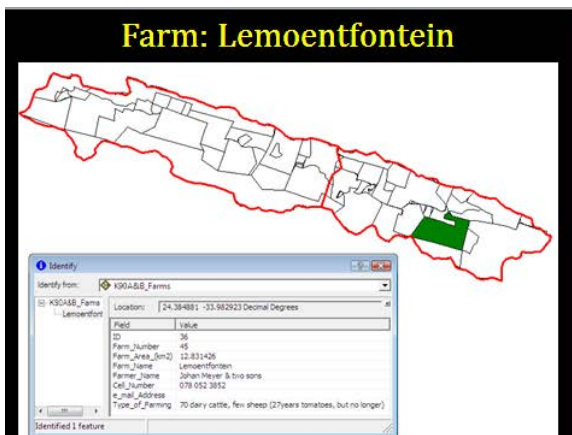 Farm: Lemoentfontein
Identify
Identify from: K90A&B_Farms
K90A&B_Farms
Lemoentfont
Location: 24.384881 -33.982923 Decimal Degrees
Field Value
ID 36
Farm_Number 45
Farm_Area_(km2) 12.831426
Farm_Name Lemoentfontein
Farmer_Name Johan Meyer & two sons
Cell_Number 078 052 3852
e_mail_Address
Type_of_Farming 70 dairy cattle, few sheep (27years tomatoes, but no longer)
Identified 1 feature